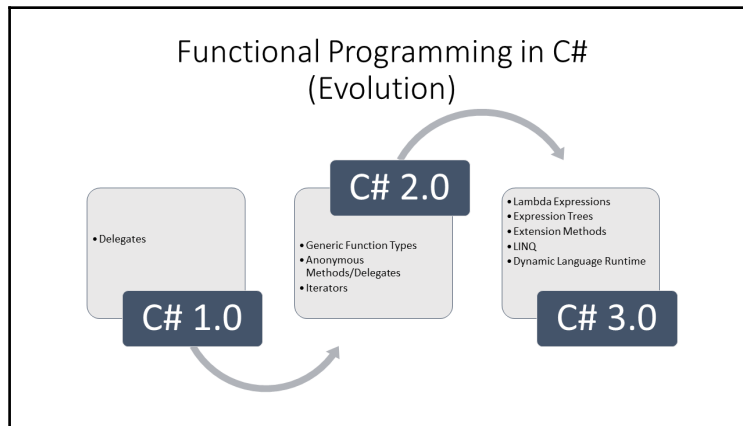 Functional Programming in C#
(Evolution)
• Delegates
C# 1.0
C# 2.0
• Generic Function Types
• Anonymous
Methods/Delegates
• Iterators
• Lambda Expressions
• Expression Trees
• Extension Methods
• LINQ
• Dynamic Language Runtime
C# 3.0